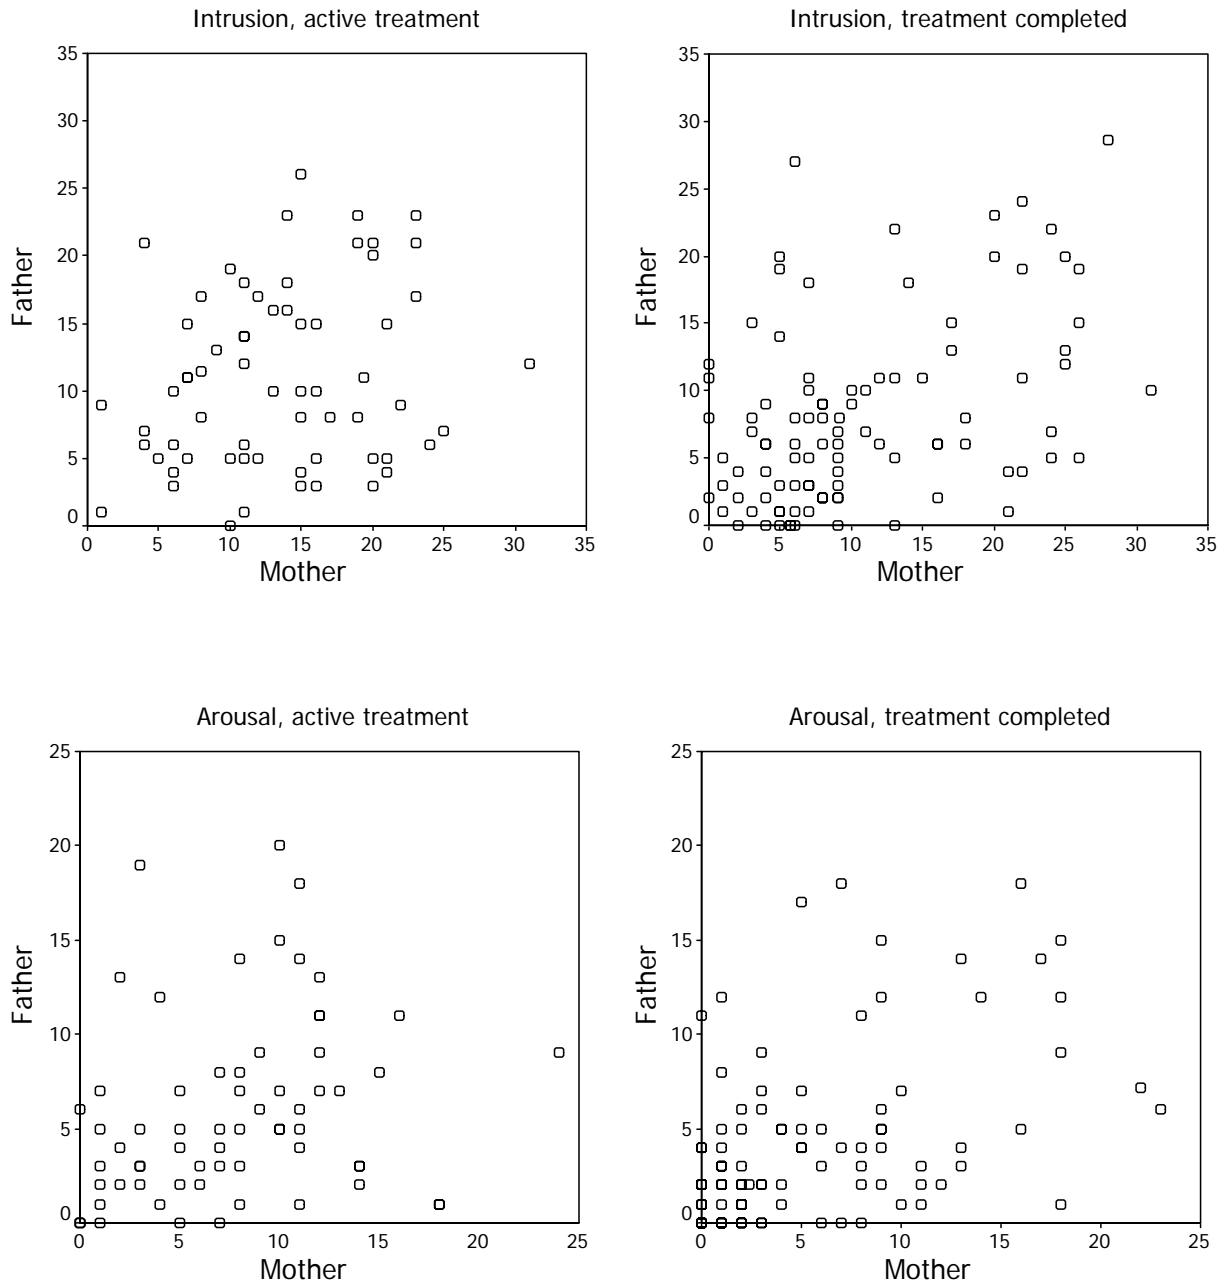 Intrusion, active treatment
35
30
25
20
15
10
5
0
Father
0 5 10 15 20 25 30 35
Mother
Intrusion, treatment completed
35
30
25
20
15
10
5
0
Father
0 5 10 15 20 25 30 35
Mother
Arousal, active treatment
25
20
15
10
5
0
Father
0 5 10 15 20 25
Mother
Arousal, treatment completed
25
20
15
10
5
0
Father
0 5 10 15 20 25
Mother